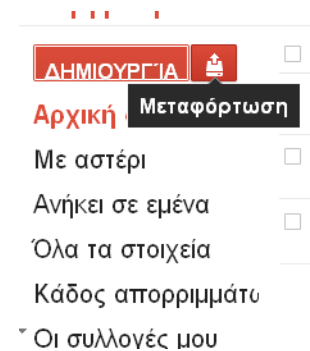 ΔΗΜΙΟΥΡΓΊΑ
Μεταφόρτωση
Αρχική
Με αστέρι
Ανήκει σε εμένα
Όλα τα στοιχεία
Κάδος απορριμμάτω
Οι συλλογές μου